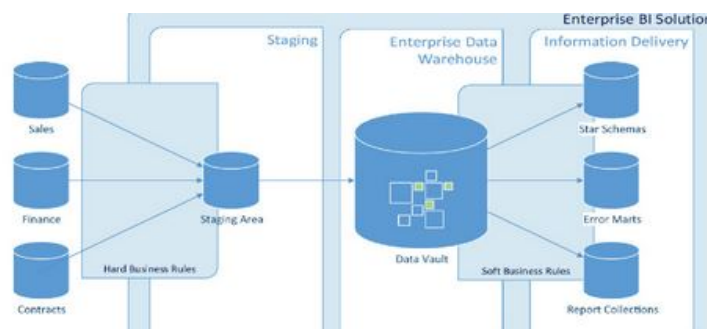 Enterprise BI Solution
Staging
Enterprise Data
Warehouse
Information Delivery
Sales
Finance
Contracts
Hard Business Rules
Staging Area
Data Vault
Soft Business Rules
Star Schemas
Error Marts
Report Collections